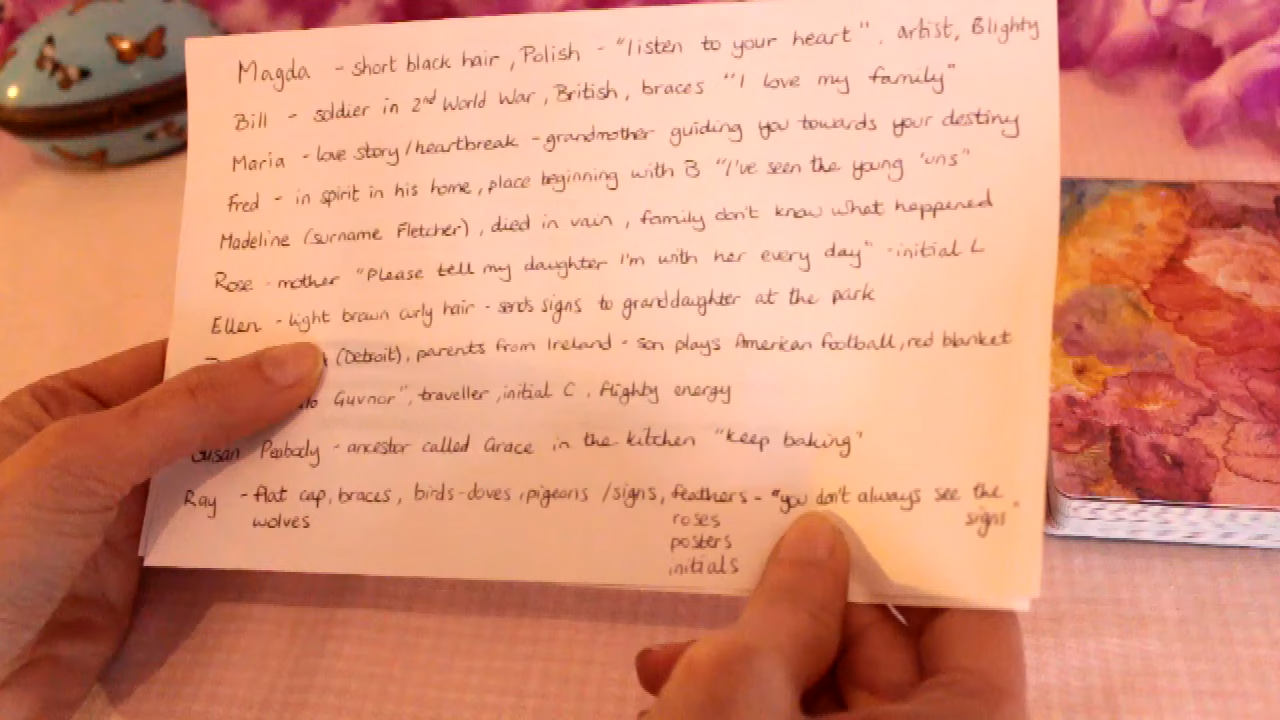 Magda - short black hair, Polish - "listen to your heart". artist, Blighty
Bill - soldier in 2nd World War, British, braces "I love my family"
Maria - love story/heartbreak - grandmother guiding you towards your destiny
Fred - in spirit in his home, place beginning with B "I've seen the young 'uns"
Madeline (surname Fletcher), died in vain, family don't know what happened
Rose - mother "Please tell my daughter I'm with her every day" - initial L
Ellen - light brown curly hair - sends signs to granddaughter at the park
(Detroit), parents from Ireland - son plays American football, red blanket
Guvnor", traveller, initial C, flighty energy
Susan Peabody - ancestor called Grace in the kitchen "keep baking"
Ray - flat cap, braces, birds-doves, pigeons /signs, feathers - "you don't always see the
wolves roses signs"
posters
initials